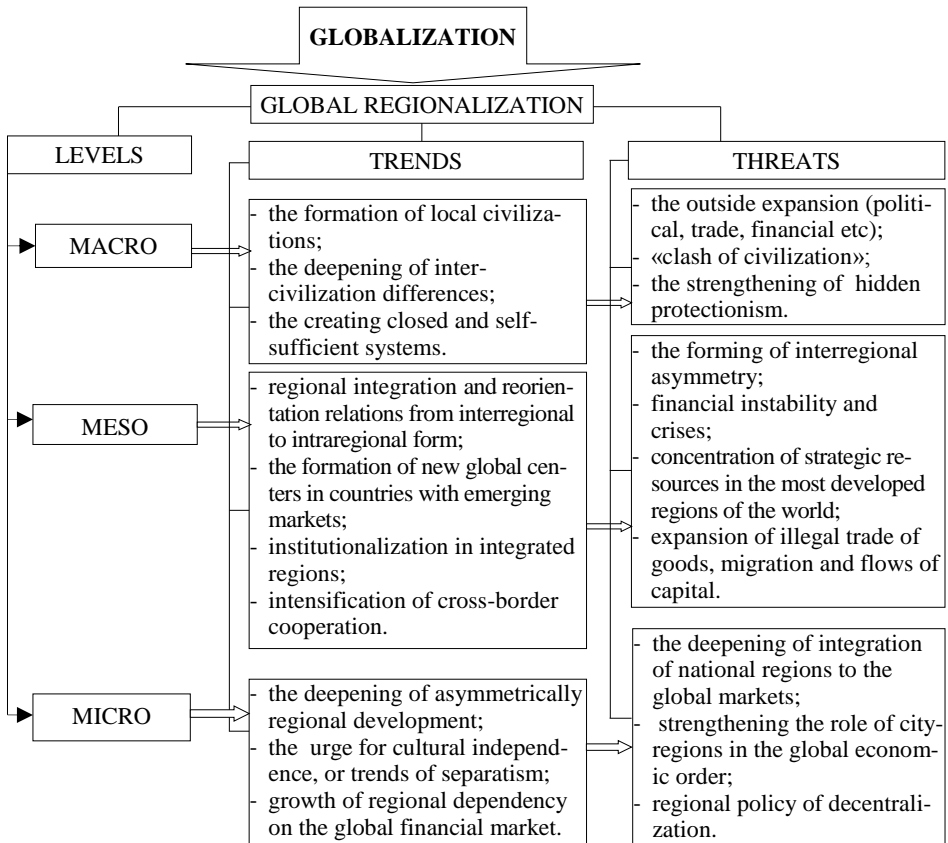 GLOBALIZATION
GLOBAL REGIONALIZATION
LEVELS
TRENDS
THREATS
MACRO
- the formation of local civiliza-
tions;
- the deepening of inter-
civilization differences;
- the creating closed and self-
sufficient systems.
- the outside expansion (politi-
cal, trade, financial etc);
- «clash of civilization»;
- the strengthening of hidden
protectionism.
MESO
- regional integration and reorien-
tation relations from interregional
to intraregional form;
- the formation of new global cen-
ters in countries with emerging
markets;
- institutionalization in integrated
regions;
- intensification of cross-border
cooperation.
- the forming of interregional
asymmetry;
- financial instability and
crises;
- concentration of strategic re-
sources in the most developed
regions of the world;
- expansion of illegal trade of
goods, migration and flows of
capital.
MICRO
- the deepening of asymmetrically
regional development;
- the urge for cultural independ-
ence, or trends of separatism;
- growth of regional dependency
on the global financial market.
- the deepening of integration
of national regions to the
global markets;
- strengthening the role of city-
regions in the global econom-
ic order;
- regional policy of decentrali-
zation.